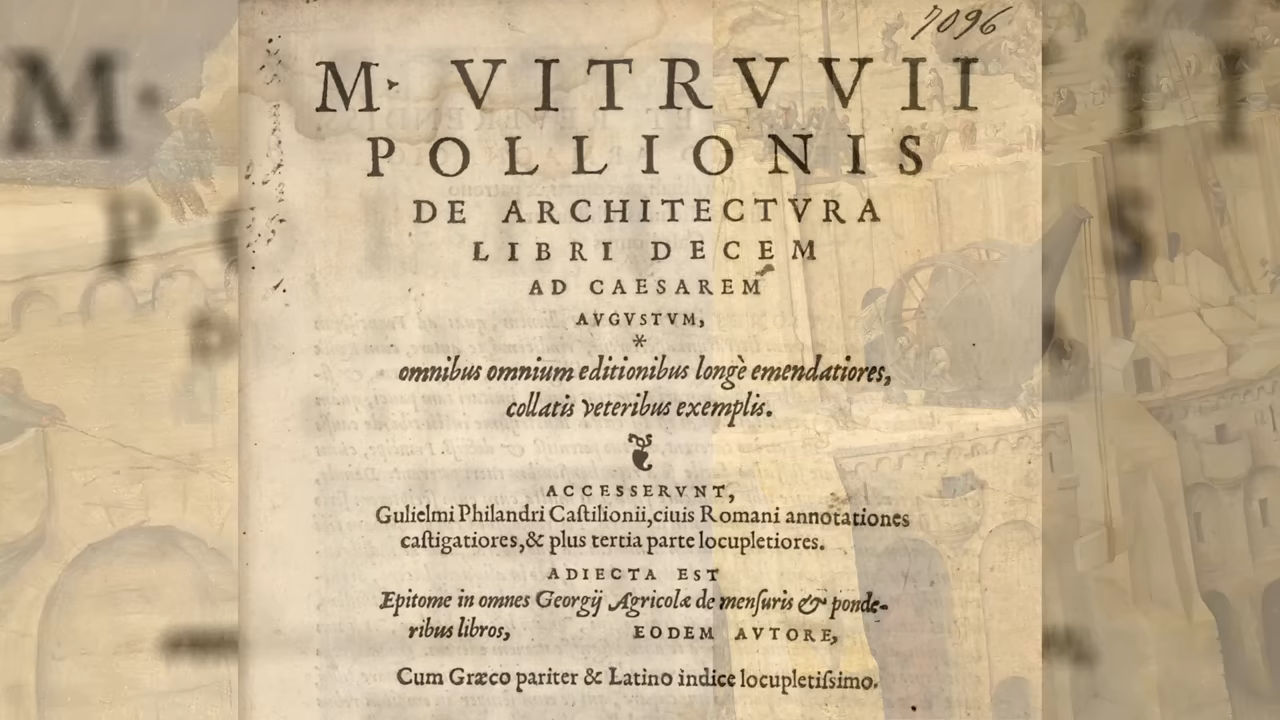 7096
M. VITRVVII
POLLIONIS
DE ARCHITECTVRA
LIBRI DECEM
AD CAESAREM
AVGVSTVM,
*
omnibus omnium editionibus longè emendatiores,
collatis veteribus exemplis.
ACCESSERVNT,
Gulielmi Philandri Caſtilionii,ciuis Romani annotationes
caſtigatiores,& plus tertia parte locupletiores.
ADIECTA EST
Epitome in omnes Georgij Agricolæ de menſuris & ponde-
ribus libros, EODEM AVTORE,
Cum Græco pariter & Latino indice locupletiſsimo.